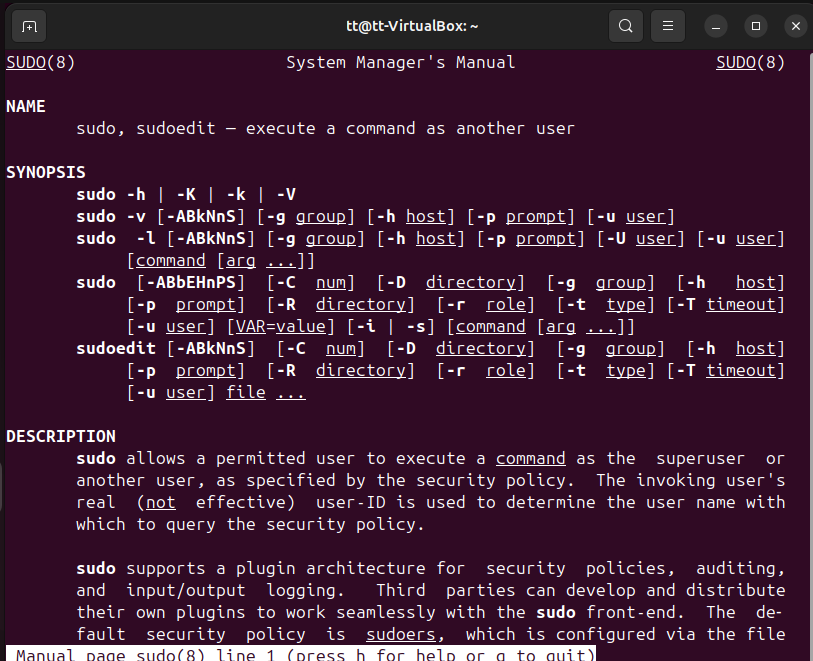 tt@tt-VirtualBox: ~
SUDO(8) System Manager's Manual SUDO(8)
NAME
sudo, sudoedit — execute a command as another user
SYNOPSIS
sudo -h | -K | -k | -V
sudo -v [-ABkNnS] [-g group] [-h host] [-p prompt] [-u user]
sudo -l [-ABkNnS] [-g group] [-h host] [-p prompt] [-U user] [-u user]
[command [arg ...]]
sudo [-ABbEHnPS] [-C num] [-D directory] [-g group] [-h host]
[-p prompt] [-R directory] [-r role] [-t type] [-T timeout]
[-u user] [VAR=value] [-i | -s] [command [arg ...]]
sudoedit [-ABkNnS] [-C num] [-D directory] [-g group] [-h host]
[-p prompt] [-R directory] [-r role] [-t type] [-T timeout]
[-u user] file ...
DESCRIPTION
sudo allows a permitted user to execute a command as the superuser or
another user, as specified by the security policy. The invoking user's
real (not effective) user-ID is used to determine the user name with
which to query the security policy.
sudo supports a plugin architecture for security policies, auditing,
and input/output logging. Third parties can develop and distribute
their own plugins to work seamlessly with the sudo front-end. The de-
fault security policy is sudoers, which is configured via the file
Manual page sudo(8) line 1 (press h for help or q to quit)